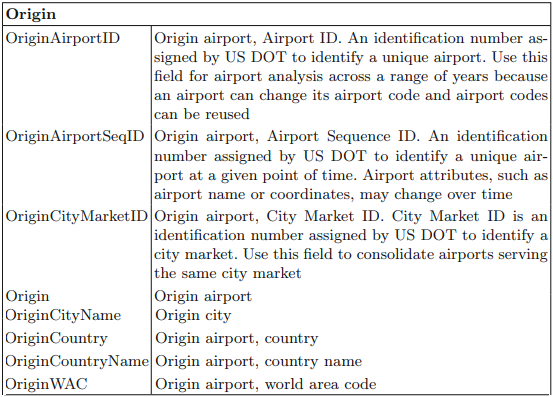 Origin
OriginAirportID Origin airport, Airport ID. An identification number as-
signed by US DOT to identify a unique airport. Use this
field for airport analysis across a range of years because
an airport can change its airport code and airport codes
can be reused
OriginAirportSeqID Origin airport, Airport Sequence ID. An identification
number assigned by US DOT to identify a unique air-
port at a given point of time. Airport attributes, such as
airport name or coordinates, may change over time
OriginCityMarketID Origin airport, City Market ID. City Market ID is an
identification number assigned by US DOT to identify a
city market. Use this field to consolidate airports serving
the same city market
Origin Origin airport
OriginCityName Origin city
OriginCountry Origin airport, country
OriginCountryName Origin airport, country name
OriginWAC Origin airport, world area code